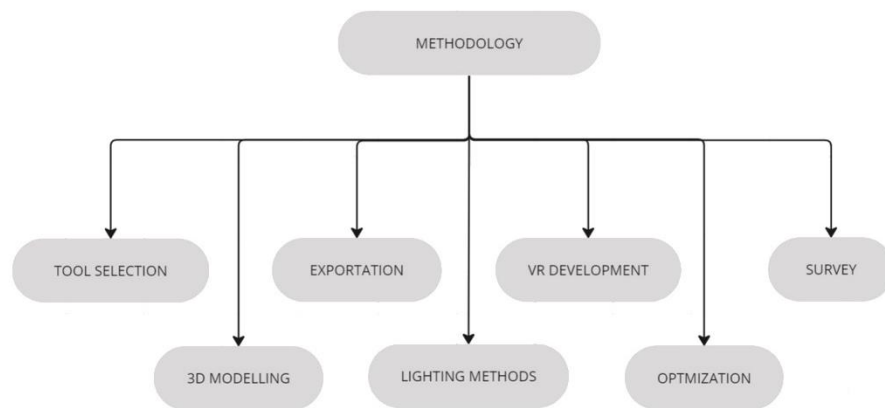 METHODOLOGY
TOOL SELECTION
EXPORTATION
VR DEVELOPMENT
SURVEY
3D MODELLING
LIGHTING METHODS
OPTMIZATION